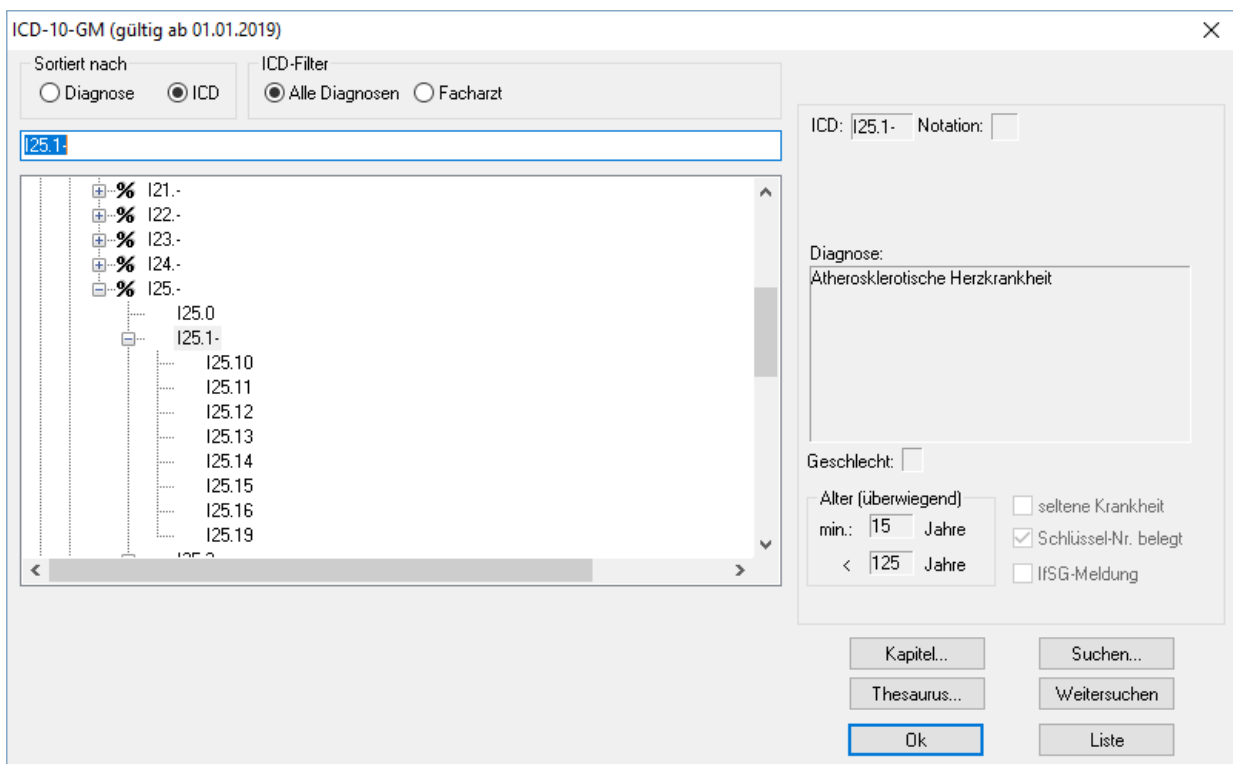 ICD-10-GM (gültig ab 01.01.2019)
Sortiert nach
Diagnose ICD
ICD-Filter
Alle Diagnosen Facharzt
I25.1-
% I21.-
% I22.-
% I23.-
% I24.-
% I25.-
I25.0
I25.1-
I25.10
I25.11
I25.12
I25.13
I25.14
I25.15
I25.16
I25.19
ICD: I25.1- Notation:
Diagnose:
Atherosklerotische Herzkrankheit
Geschlecht:
Alter (überwiegend)
min.: 15 Jahre
< 125 Jahre
seltene Krankheit
Schlüssel-Nr. belegt
IfSG-Meldung
Kapitel... Suchen...
Thesaurus... Weitersuchen
Ok Liste